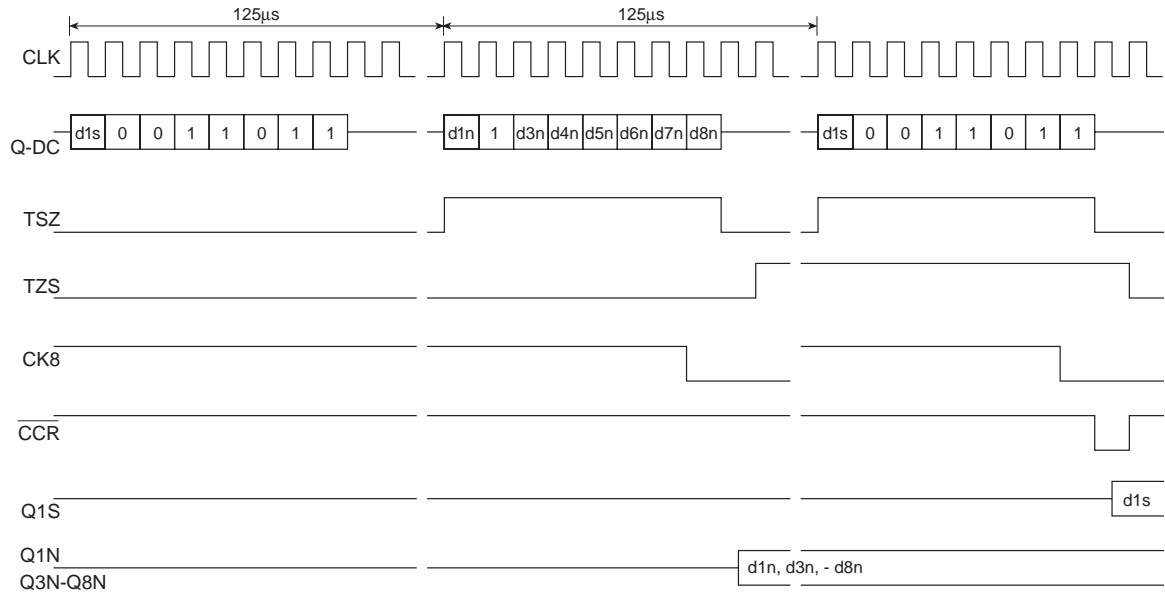 125μs 125μs
CLK
Q-DC d1s 0 0 1 1 0 1 1 d1n 1 d3n d4n d5n d6n d7n d8n d1s 0 0 1 1 0 1 1
TSZ
TZS
CK8
CCR
Q1S d1s
Q1N
d1n, d3n, - d8n
Q3N-Q8N